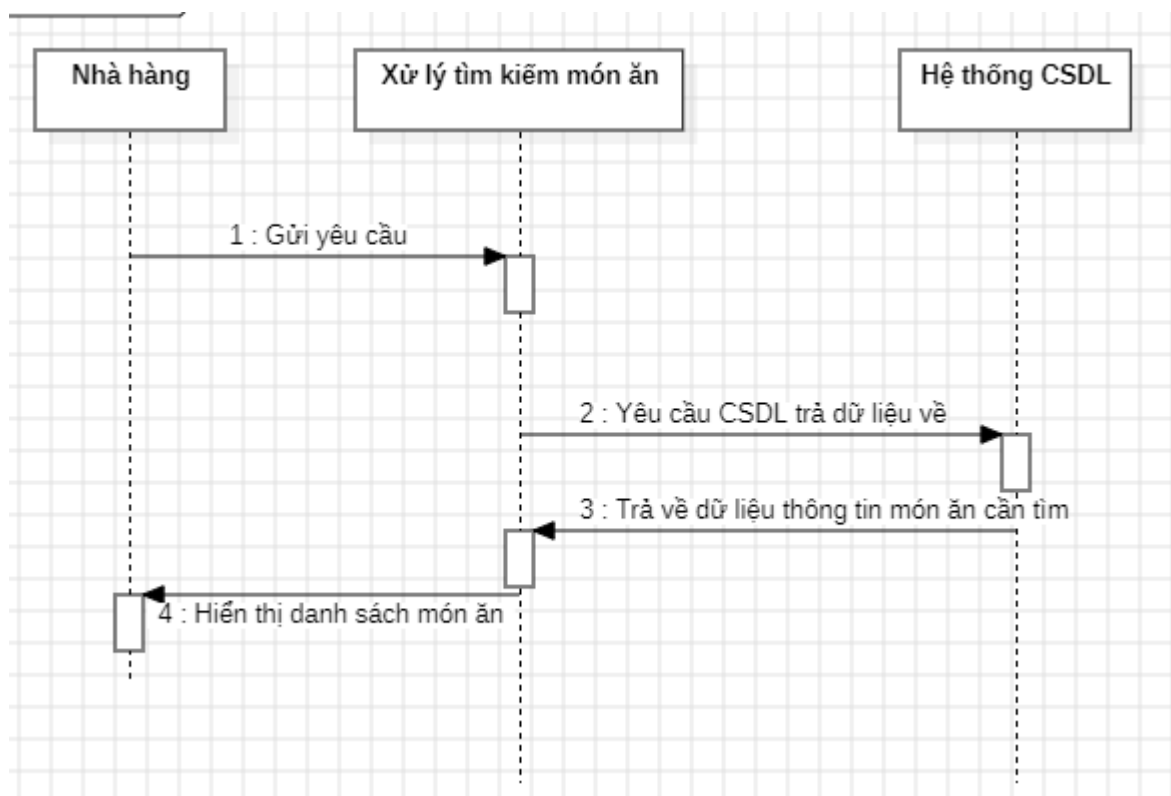 Nhà hàng
Xử lý tìm kiếm món ăn
Hệ thống CSDL
1 : Gửi yêu cầu
2 : Yêu cầu CSDL trả dữ liệu về
3 : Trả về dữ liệu thông tin món ăn cần tìm
4 : Hiển thị danh sách món ăn